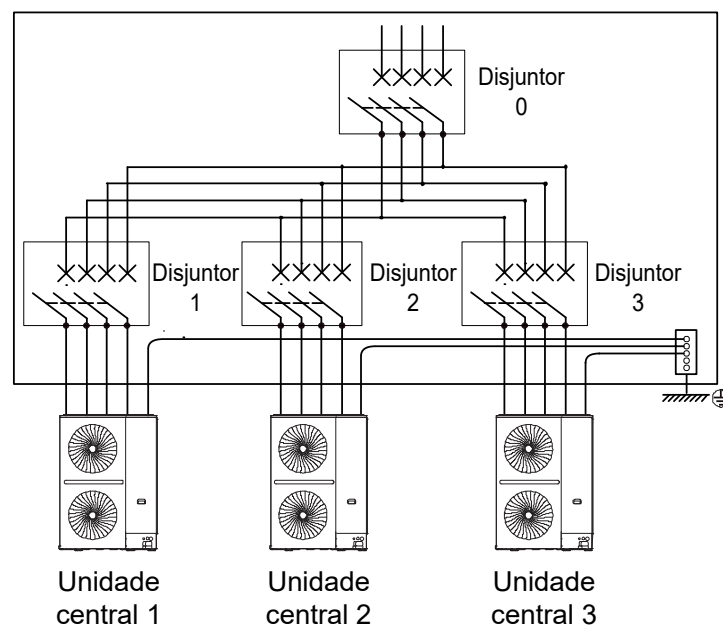 Disjuntor
0
Disjuntor
1
Disjuntor
2
Disjuntor
3
Unidade
central 1
Unidade
central 2
Unidade
central 3